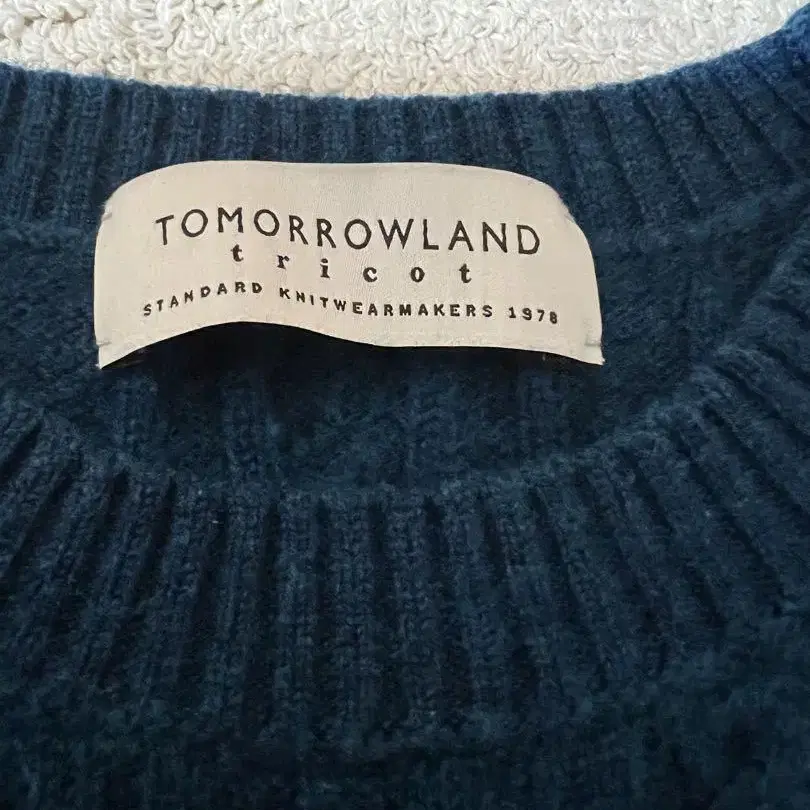 TOMORROWLAND
tricot
STANDARD KNITWEARMAKERS 1978